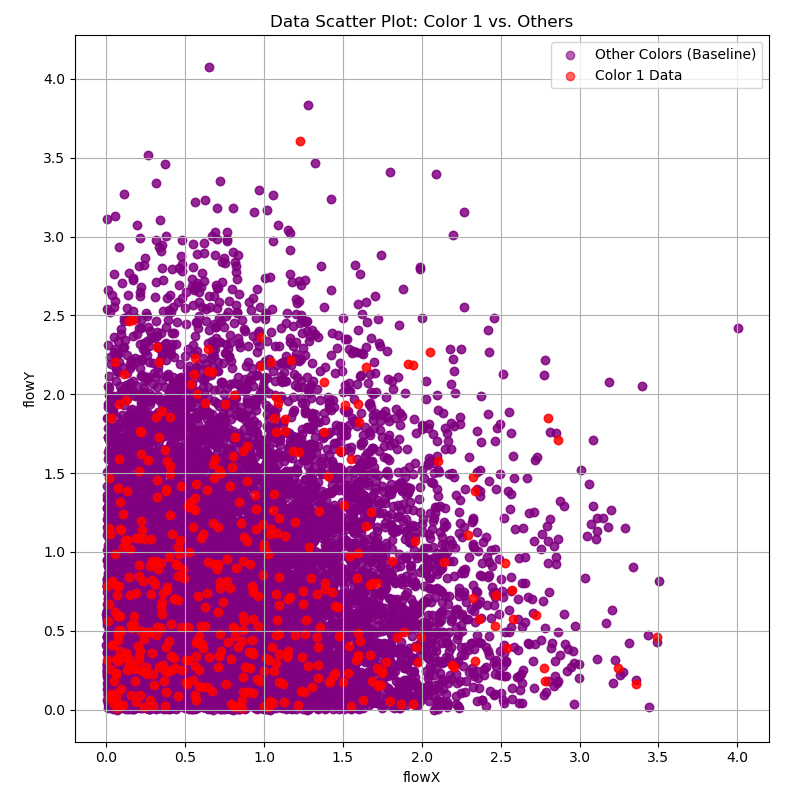 Data Scatter Plot: Color 1 vs. Others
Other Colors (Baseline)
Color 1 Data
4.0
3.5
3.0
2.5
2.0
1.5
1.0
0.5
0.0
flowY
0.0 0.5 1.0 1.5 2.0 2.5 3.0 3.5 4.0
flowX